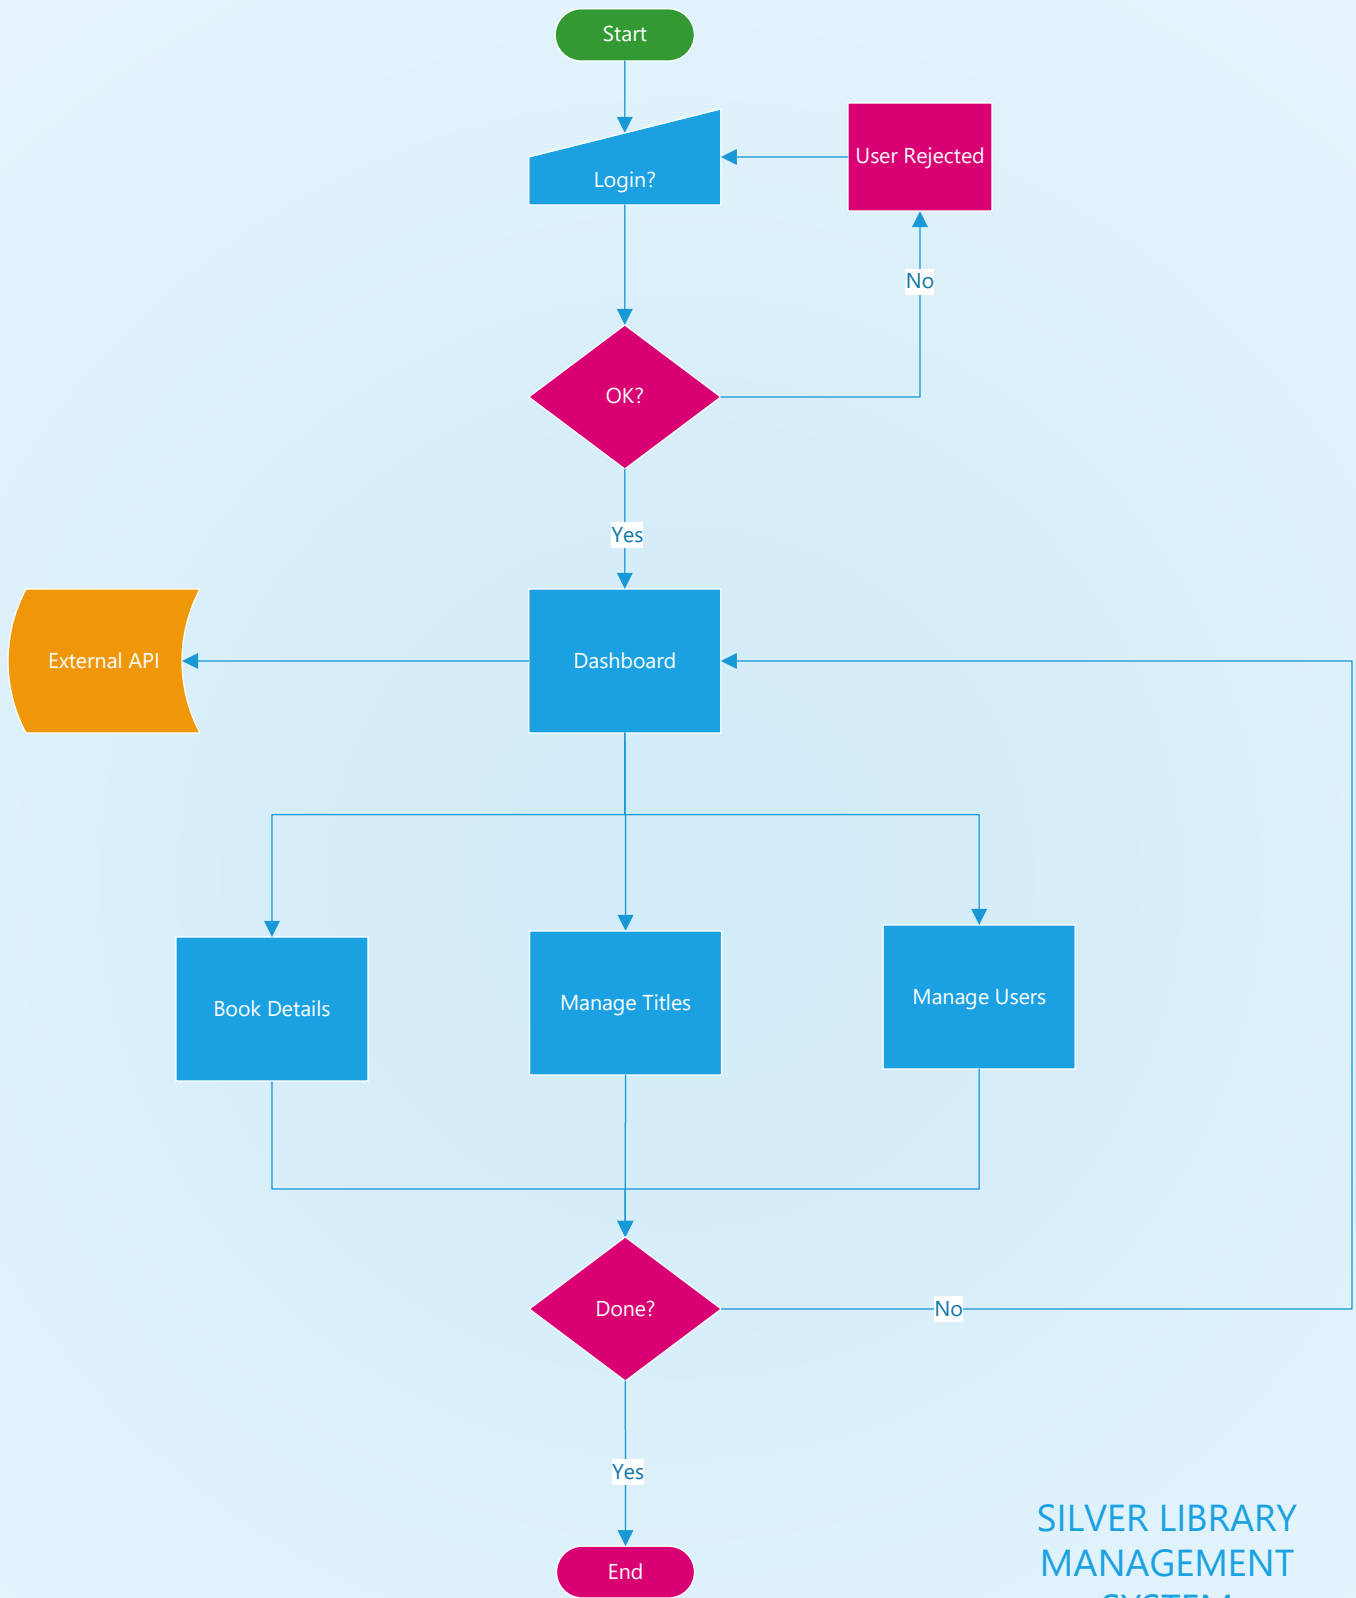 Start
Login?
User Rejected
No
OK?
Yes
External API
Dashboard
Book Details
Manage Titles
Manage Users
Done?
No
Yes
End
SILVER LIBRARY
MANAGEMENT
SYSTEM